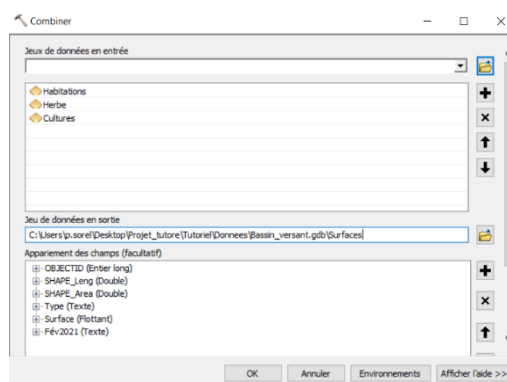 Combiner
Jeux de données en entrée
Habitations
Herbe
Cultures
Jeu de données en sortie
C:\Users\p.sorel\Desktop\Projet_tutore\Tutoriel\Donnees\Bassin_versant.gdb\Surfaces
Appariement des champs (facultatif)
OBJECTID (Entier long)
SHAPE_Leng (Double)
SHAPE_Area (Double)
Type (Texte)
Surface (Flottant)
Fév2021 (Texte)
OK Annuler Environnements Afficher l'aide >>